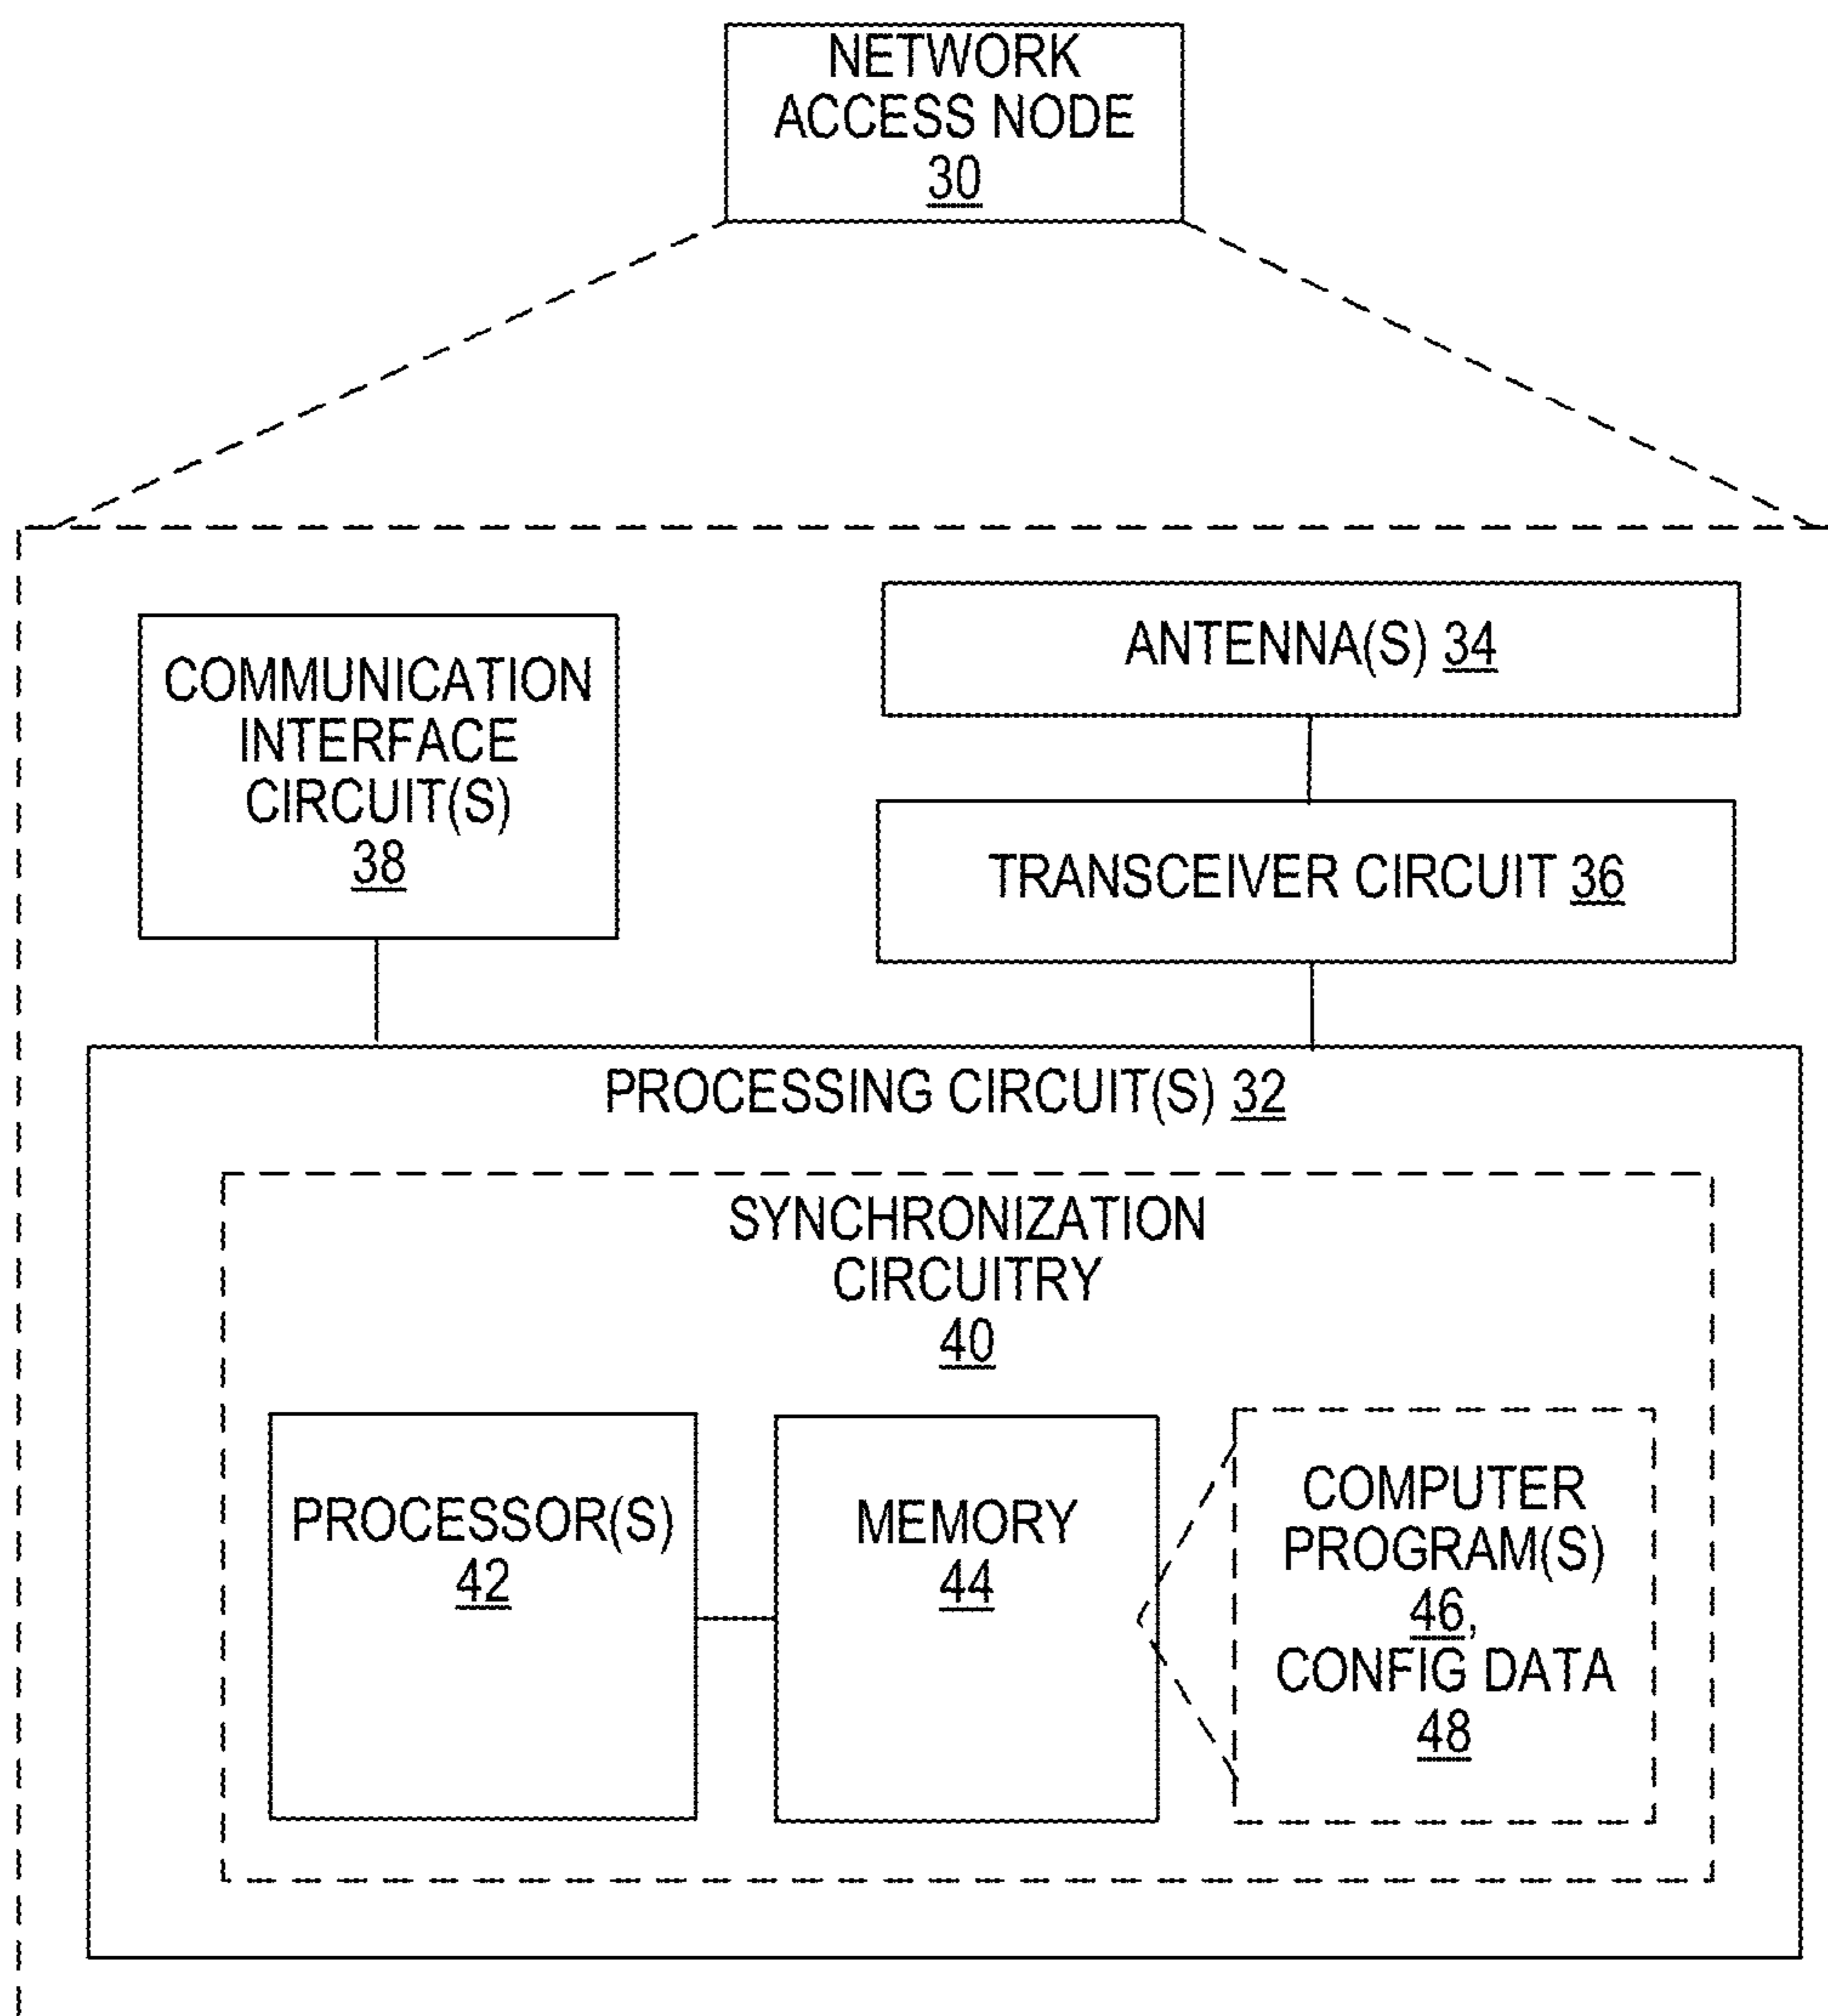 NETWORK
ACCESS NODE
30
ANTENNA(S) 34
COMMUNICATION
INTERFACE
CIRCUIT(S)
38
TRANSCEIVER CIRCUIT 36
PROCESSING CIRCUIT(S) 32
SYNCHRONIZATION
CIRCUITRY
40
PROCESSOR(S)
42
MEMORY
44
COMPUTER
PROGRAM(S)
46,
CONFIG DATA
48